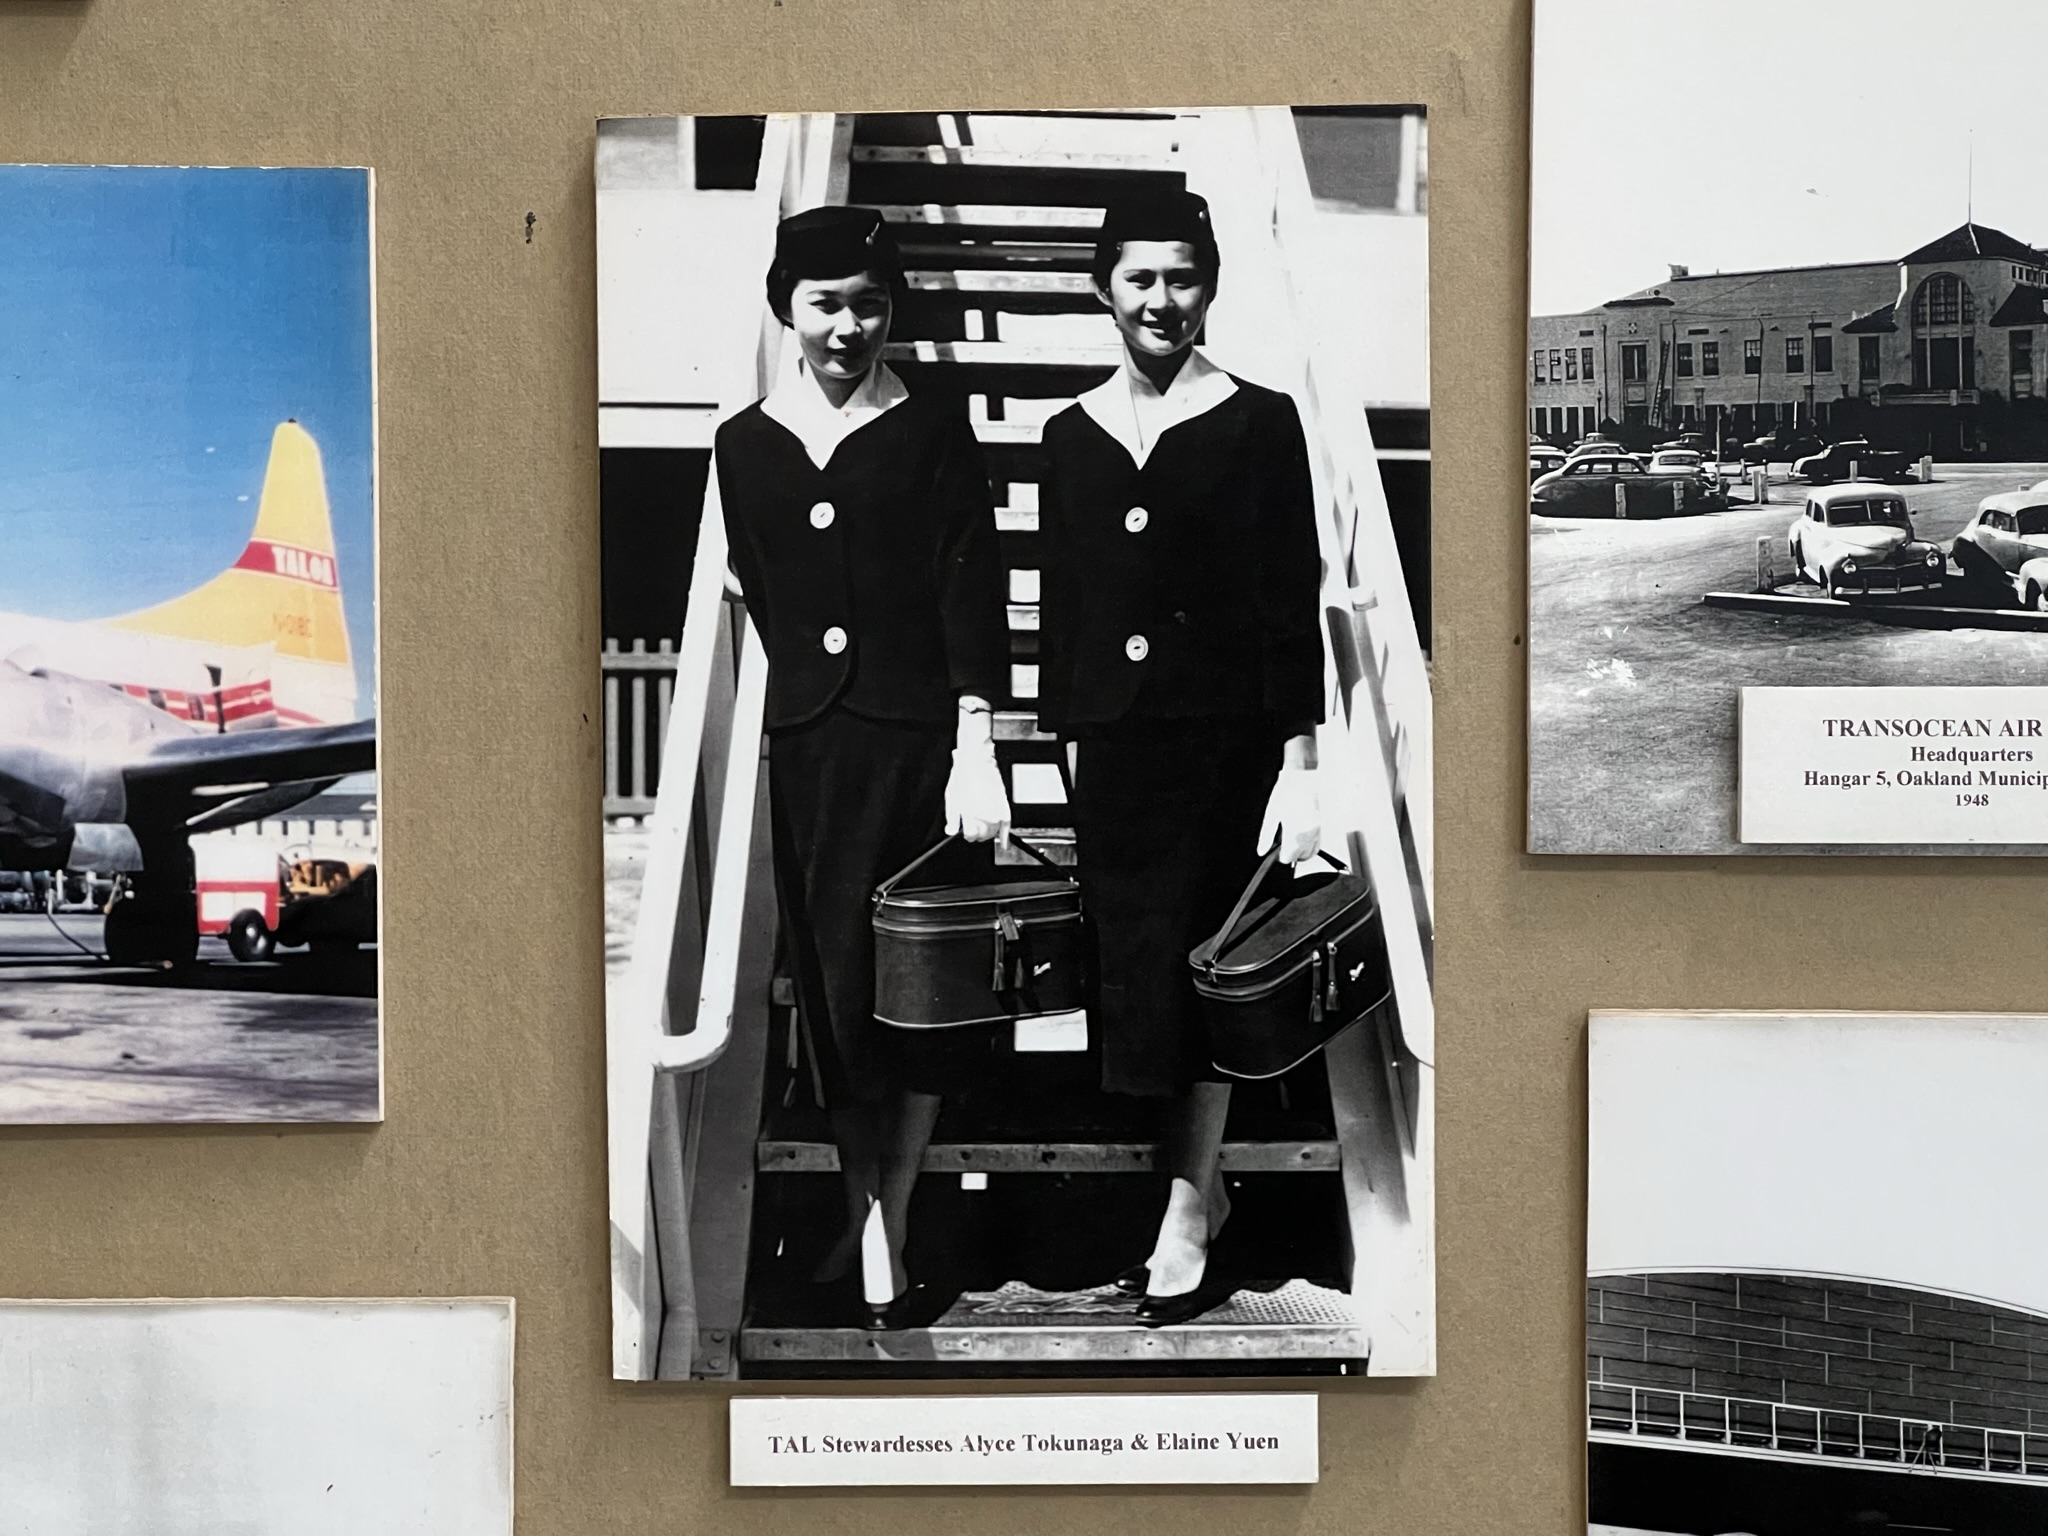 TALOA
TRANSOCEAN AIR
Headquarters
Hangar 5, Oakland Municip
1948
TAL Stewardesses Alyce Tokunaga & Elaine Yuen